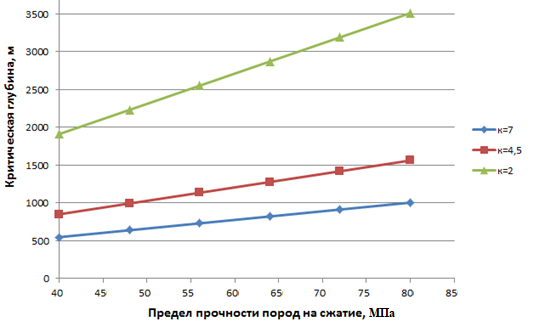 Критическая глубина, м
3500
3000
2500
2000
1500
1000
500
0
40 45 50 55 60 65 70 75 80 85
Предел прочности пород на сжатие, МПа
к=7
к=4,5
к=2